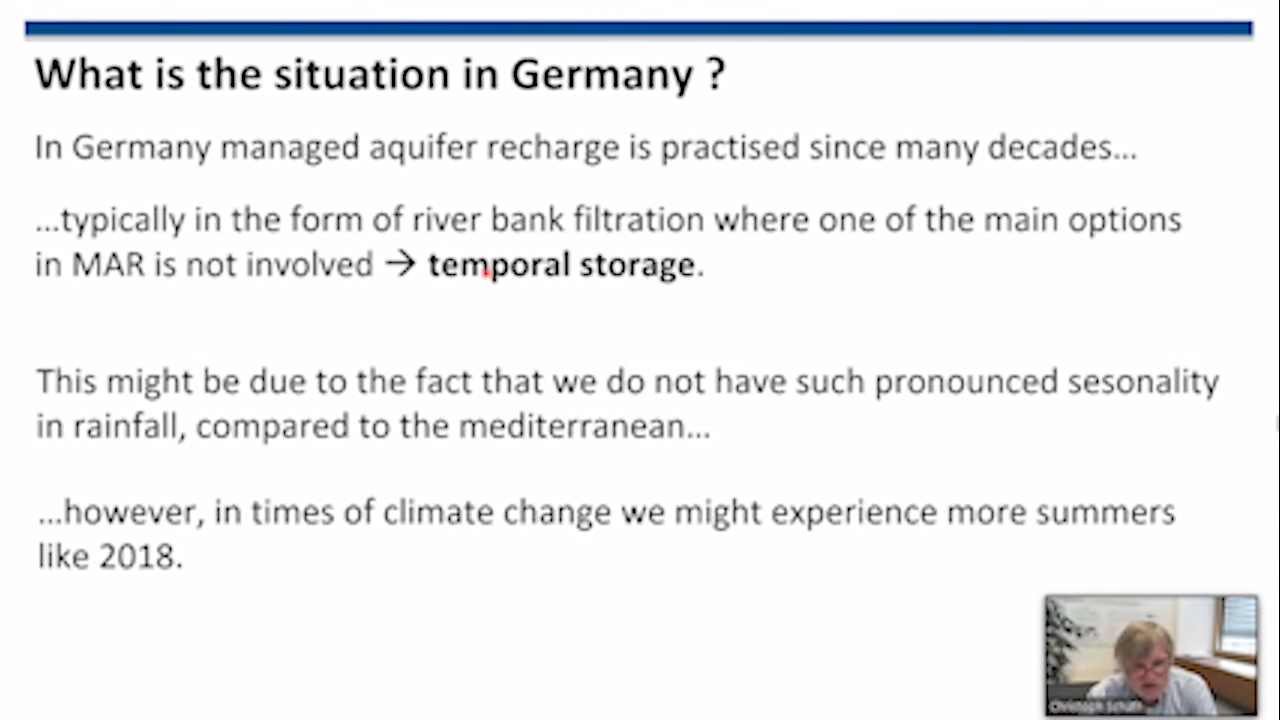 What is the situation in Germany ?
In Germany managed aquifer recharge is practised since many decades...
...typically in the form of river bank filtration where one of the main options
in MAR is not involved → temporal storage.
This might be due to the fact that we do not have such pronounced sesonality
in rainfall, compared to the mediterranean...
...however, in times of climate change we might experience more summers
like 2018.
Christoph